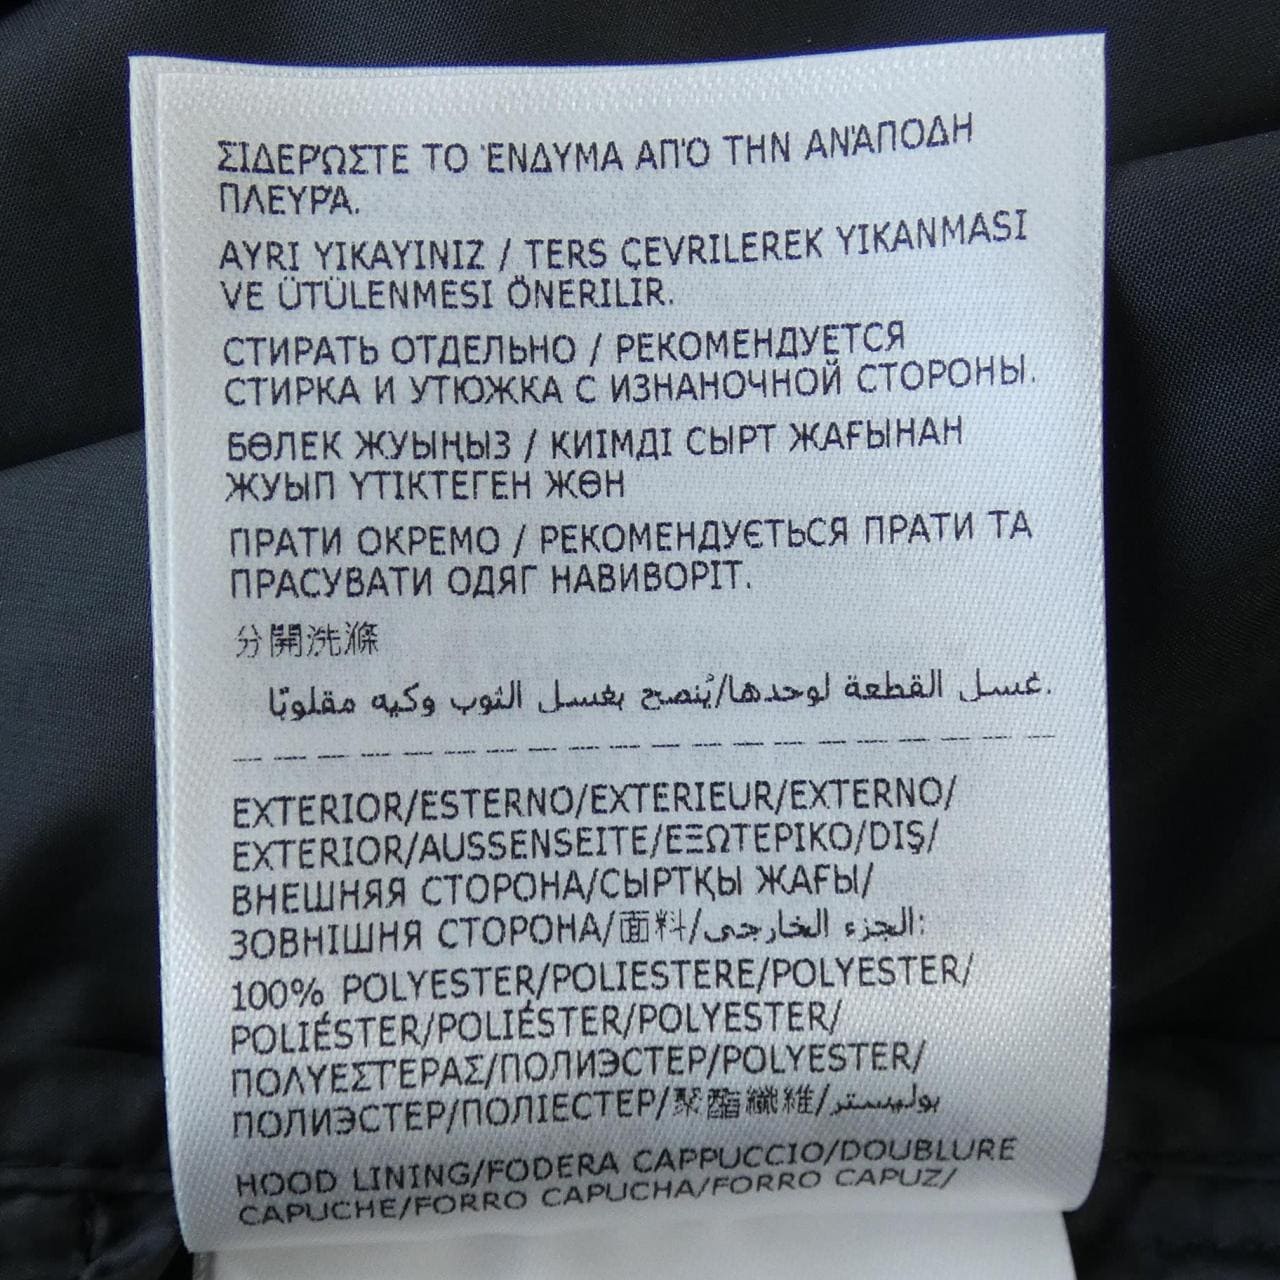 ΣΙΔΕΡΏΣΤΕ ΤΟ ΈΝΔΥΜΑ ΑΠΌ ΤΗΝ ΑΝΆΠΟΔΗ
ΠΛΕΥΡΆ.
AYRI YIKAYINIZ / TERS ÇEVRILEREK YIKANMASI
VE ÜTÜLENMESI ÖNERILIR.
СТИРАТЬ ОТДЕЛЬНО / РЕКОМЕНДУЕТСЯ
СТИРКА И УТЮЖКА С ИЗНАНОЧНОЙ СТОРОНЫ.
БӨЛЕК ЖУЫҢЫЗ / КИІМДІ СЫРТ ЖАҒЫНАН
ЖУЫП ҮТІКТЕГЕН ЖӨН
ПРАТИ ОКРЕМО / РЕКОМЕНДУЄТЬСЯ ПРАТИ ТА
ПРАСУВАТИ ОДЯГ НАВИВОРІТ.
分開洗滌
غسل القطعة لوحدها/يُنصح بغسل الثوب وكيه مقلوبًا.
EXTERIOR/ESTERNO/EXTERIEUR/EXTERNO/
EXTERIOR/AUSSENSEITE/ΕΞΩΤΕΡΙΚΟ/DIŞ/
ВНЕШНЯЯ СТОРОНА/СЫРТҚЫ ЖАҒЫ/
ЗОВНІШНЯ СТОРОНА/面料/الجزء الخارجي:
100% POLYESTER/POLIESTERE/POLYESTER/
POLIÉSTER/POLIÉSTER/POLYESTER/
ΠΟΛΥΕΣΤΕΡΑΣ/ПОЛИЭСТЕР/POLYESTER/
ПОЛИЭСТЕР/ПОЛІЕСТЕР/聚酯纖維/بوليستر
HOOD LINING/FODERA CAPPUCCIO/DOUBLURE
CAPUCHE/FORRO CAPUCHA/FORRO CAPUZ/